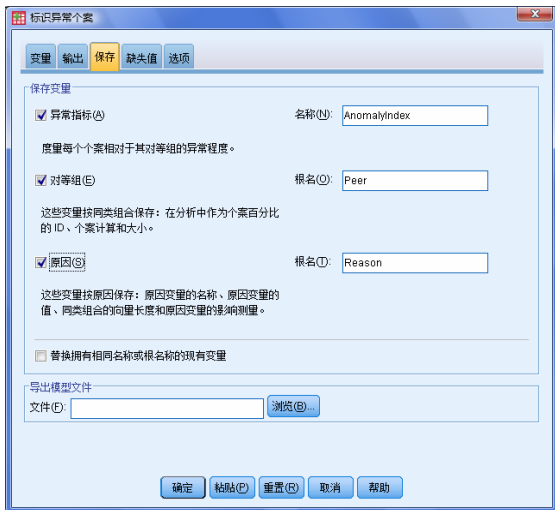 标识异常个案
变量 输出 保存 缺失值 选项
保存变量
异常指标(A) 名称(N): AnomalyIndex
度量每个个案相对于其对等组的异常程度。
对等组(E) 根名(O): Peer
这些变量按同类组合保存：在分析中作为个案百分比
的 ID、个案计算和大小。
原因(S) 根名(T): Reason
这些变量按原因保存：原因变量的名称、原因变量的
值、同类组合的向量长度和原因变量的影响测量。
替换拥有相同名称或根名称的现有变量
导出模型文件
文件(F): 浏览(B)...
确定 粘贴(P) 重置(R) 取消 帮助